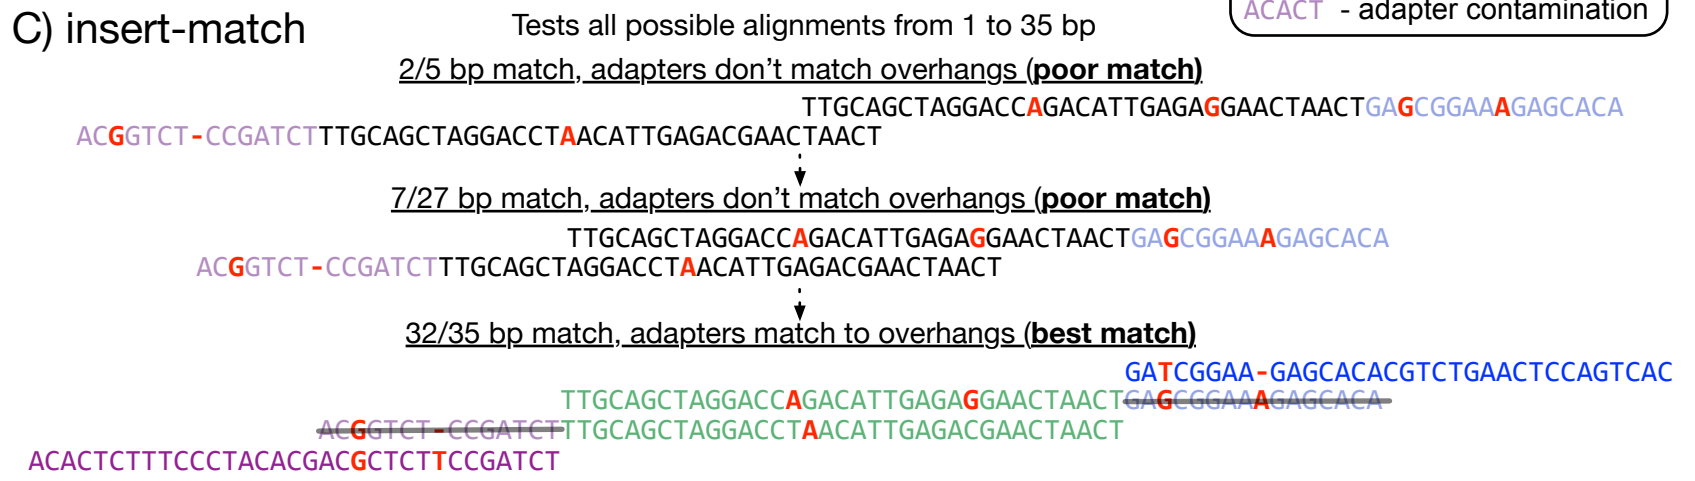 ACACT - adapter contamination
C) insert-match
Tests all possible alignments from 1 to 35 bp
2/5 bp match, adapters don't match overhangs (poor match)
TTGCAGCTAGGACCAGACATTGAGAGGAACTAACTGAGCGGAAAGAGCACA
ACGGTCT-CCGATCTTTGCAGCTAGGACCTAACATTGAGACGAACTAACT
7/27 bp match, adapters don't match overhangs (poor match)
TTGCAGCTAGGACCAGACATTGAGAGGAACTAACTGAGCGGAAAGAGCACA
ACGGTCT-CCGATCTTTGCAGCTAGGACCTAACATTGAGACGAACTAACT
32/35 bp match, adapters match to overhangs (best match)
GATCGGAA-GAGCACACGTCTGAACTCCAGTCAC
TTGCAGCTAGGACCAGACATTGAGAGGAACTAACTGAGCGGAAAGAGCACA
ACGGTCT-CCGATCTTTGCAGCTAGGACCTAACATTGAGACGAACTAACT
ACACTCTTTCCCTACACGACGCTCTTCCGATCT